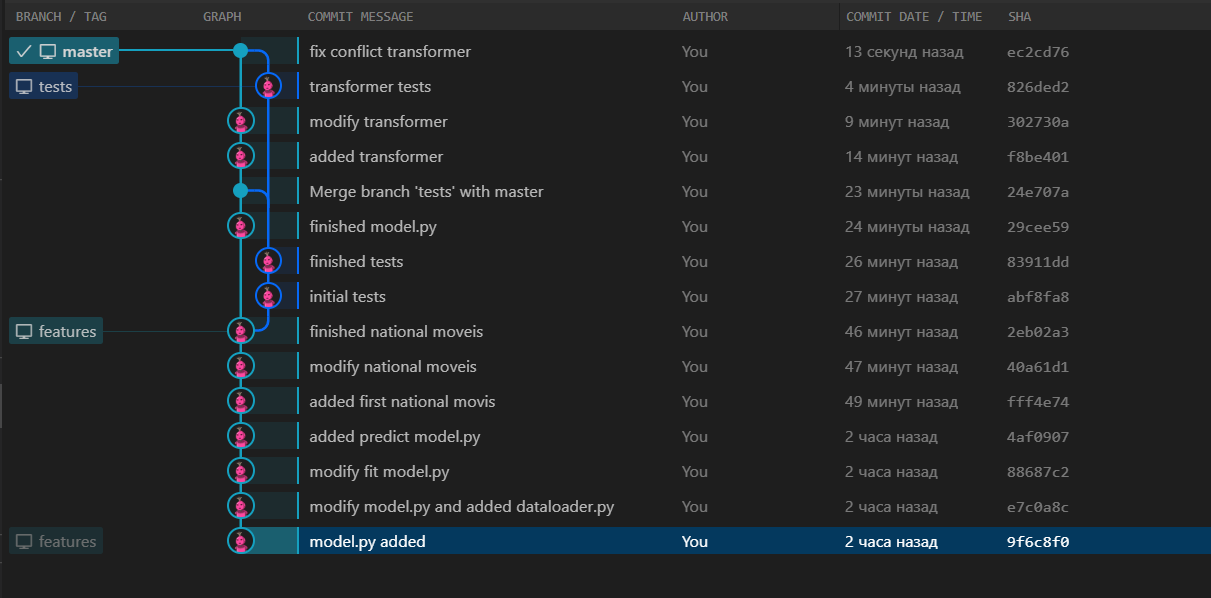 BRANCH / TAG GRAPH COMMIT MESSAGE AUTHOR COMMIT DATE / TIME SHA
master fix conflict transformer You 13 секунд назад ec2cd76
tests transformer tests You 4 минуты назад 826ded2
modify transformer You 9 минут назад 302730a
added transformer You 14 минут назад f8be401
Merge branch 'tests' with master You 23 минуты назад 24e707a
finished model.py You 24 минуты назад 29cee59
finished tests You 26 минут назад 83911dd
initial tests You 27 минут назад abf8fa8
features finished national moveis You 46 минут назад 2eb02a3
modify national moveis You 47 минут назад 40a61d1
added first national movis You 49 минут назад fff4e74
added predict model.py You 2 часа назад 4af0907
modify fit model.py You 2 часа назад 88687c2
modify model.py and added dataloader.py You 2 часа назад e7c0a8c
features model.py added You 2 часа назад 9f6c8f0